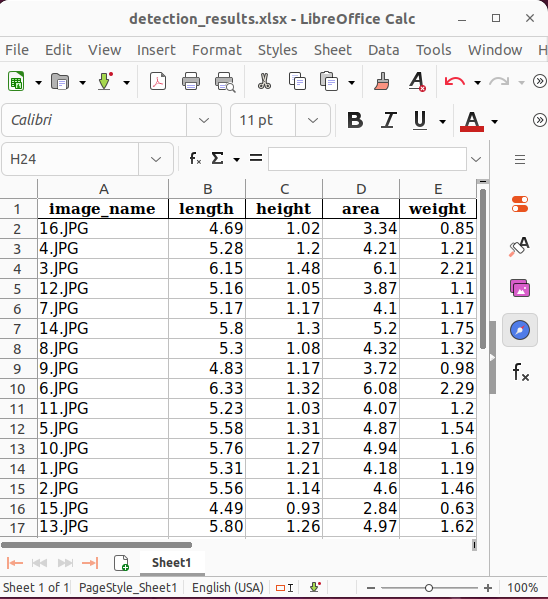 detection_results.xlsx - LibreOffice Calc
File Edit View Insert Format Styles Sheet Data Tools Window H
Calibri 11 pt B I U A
H24 fx Σ =
A B C D E
1 image_name length height area weight
2 16.JPG 4.69 1.02 3.34 0.85
3 4.JPG 5.28 1.2 4.21 1.21
4 3.JPG 6.15 1.48 6.1 2.21
5 12.JPG 5.16 1.05 3.87 1.1
6 7.JPG 5.17 1.17 4.1 1.17
7 14.JPG 5.8 1.3 5.2 1.75
8 8.JPG 5.3 1.08 4.32 1.32
9 9.JPG 4.83 1.17 3.72 0.98
10 6.JPG 6.33 1.32 6.08 2.29
11 11.JPG 5.23 1.03 4.07 1.2
12 5.JPG 5.58 1.31 4.87 1.54
13 10.JPG 5.76 1.27 4.94 1.6
14 1.JPG 5.31 1.21 4.18 1.19
15 2.JPG 5.56 1.14 4.6 1.46
16 15.JPG 4.49 0.93 2.84 0.63
17 13.JPG 5.80 1.26 4.97 1.62
Sheet1
Sheet 1 of 1 PageStyle_Sheet1 English (USA) 100%